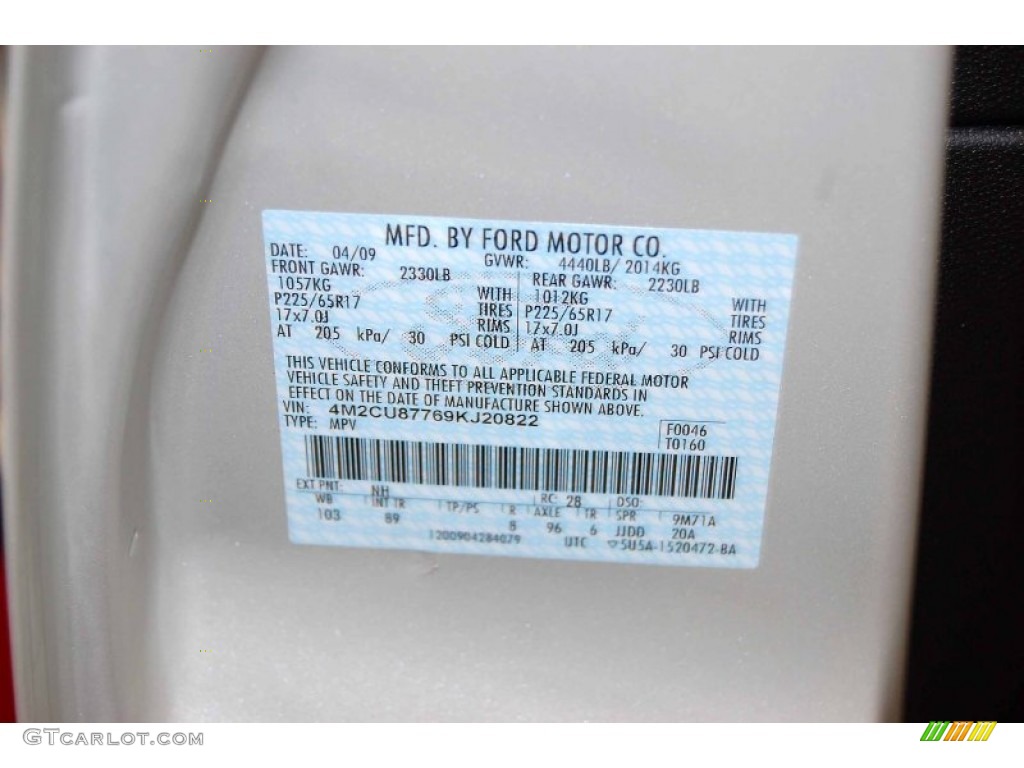 MFD. BY FORD MOTOR CO.
DATE: 04/09 GVWR: 4440LB/ 2014KG
FRONT GAWR: 2330LB REAR GAWR: 2230LB
1057KG WITH 1012KG WITH
P225/65R17 TIRES P225/65R17 TIRES
17x7.0J RIMS 17x7.0J RIMS
AT 205 kPa/ 30 PSI COLD AT 205 kPa/ 30 PSI COLD
THIS VEHICLE CONFORMS TO ALL APPLICABLE FEDERAL MOTOR
VEHICLE SAFETY AND THEFT PREVENTION STANDARDS IN
EFFECT ON THE DATE OF MANUFACTURE SHOWN ABOVE.
VIN: 4M2CU87769KJ20822
TYPE: MPV
F0046
T0160
EXT PNT: NH RC: 28 DSO:
WB INT TR TP/PS R AXLE TR SPR 9M71A
103 89 8 96 6 JJDD 20A
1200904284079 UTC ▽5U5A-1520472-BA
GTCARLOT.COM